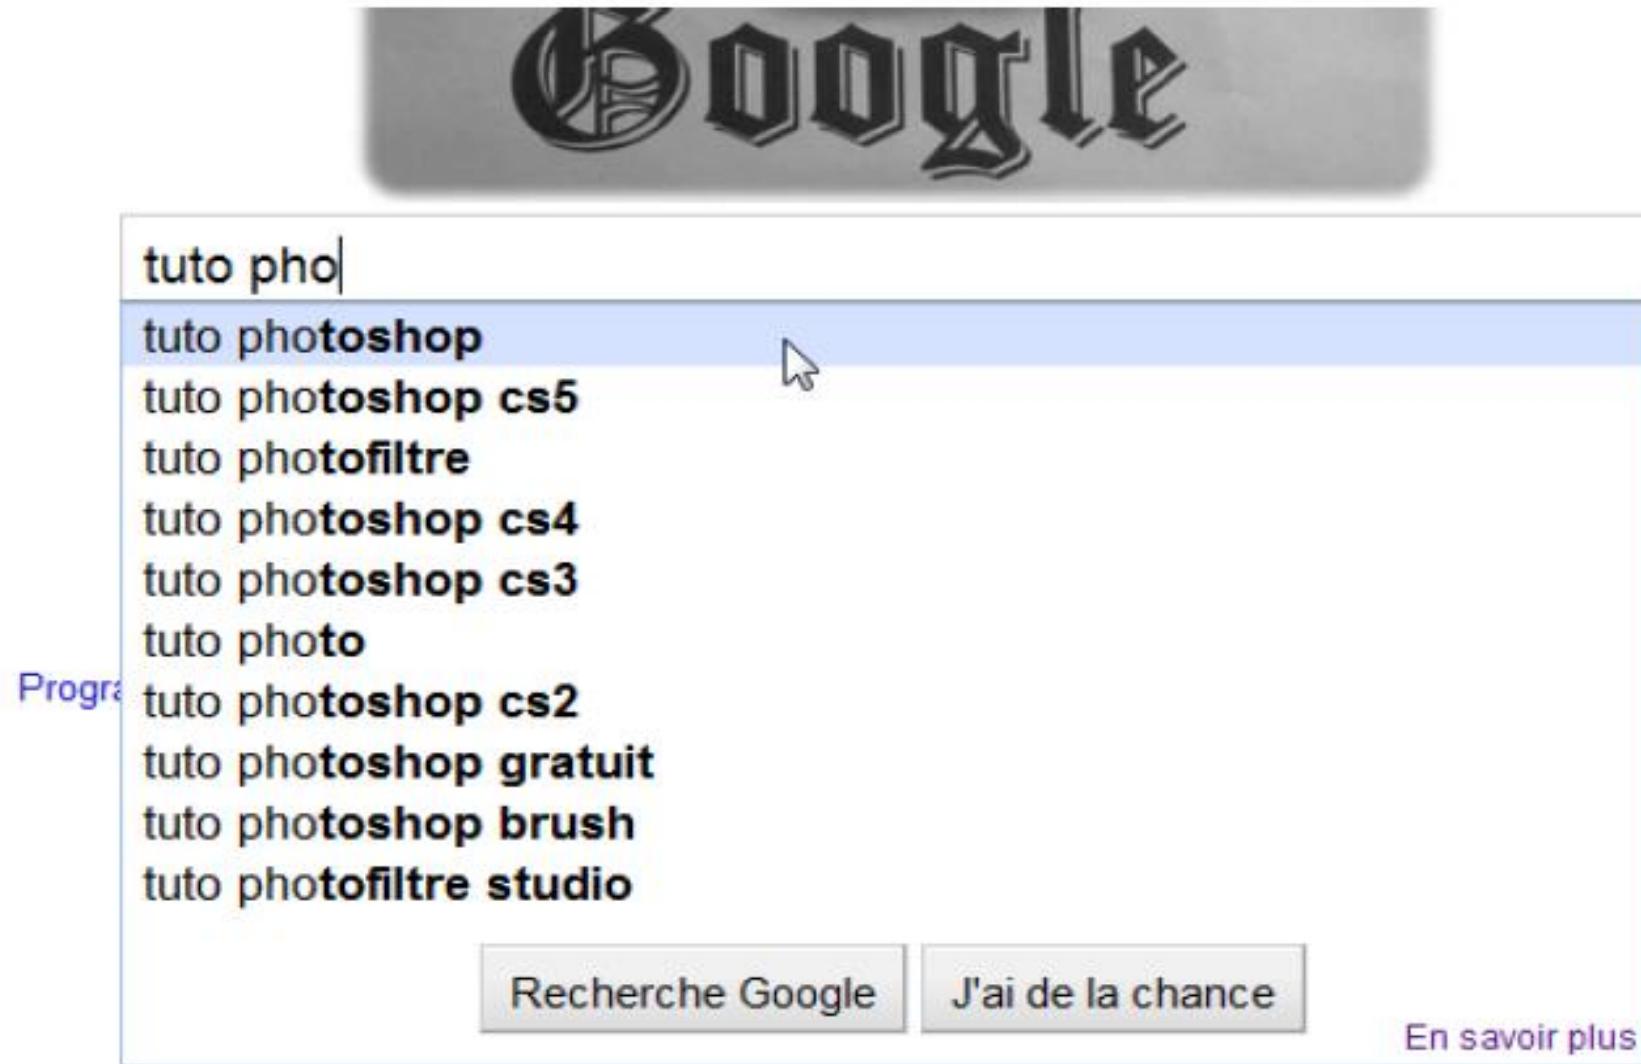 Google
tuto pho
tuto photoshop
tuto photoshop cs5
tuto photofiltre
tuto photoshop cs4
tuto photoshop cs3
tuto photo
Progra
tuto photoshop cs2
tuto photoshop gratuit
tuto photoshop brush
tuto photofiltre studio
Recherche Google
J'ai de la chance
En savoir plus